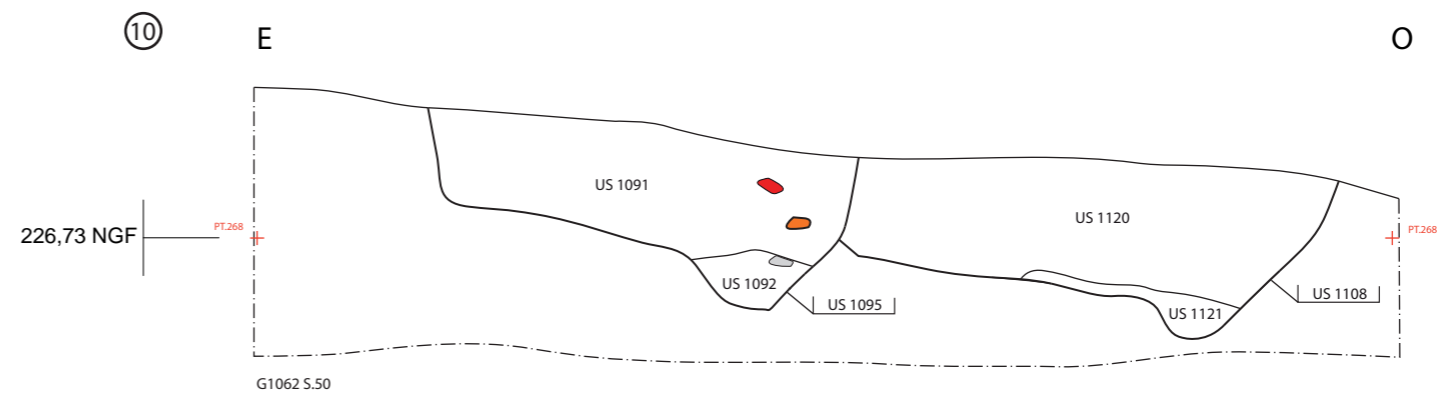 10
E
O
US 1091
US 1120
PT.268
PT.268
226,73 NGF
US 1092
US 1095
US 1108
US 1121
G1062 S.50